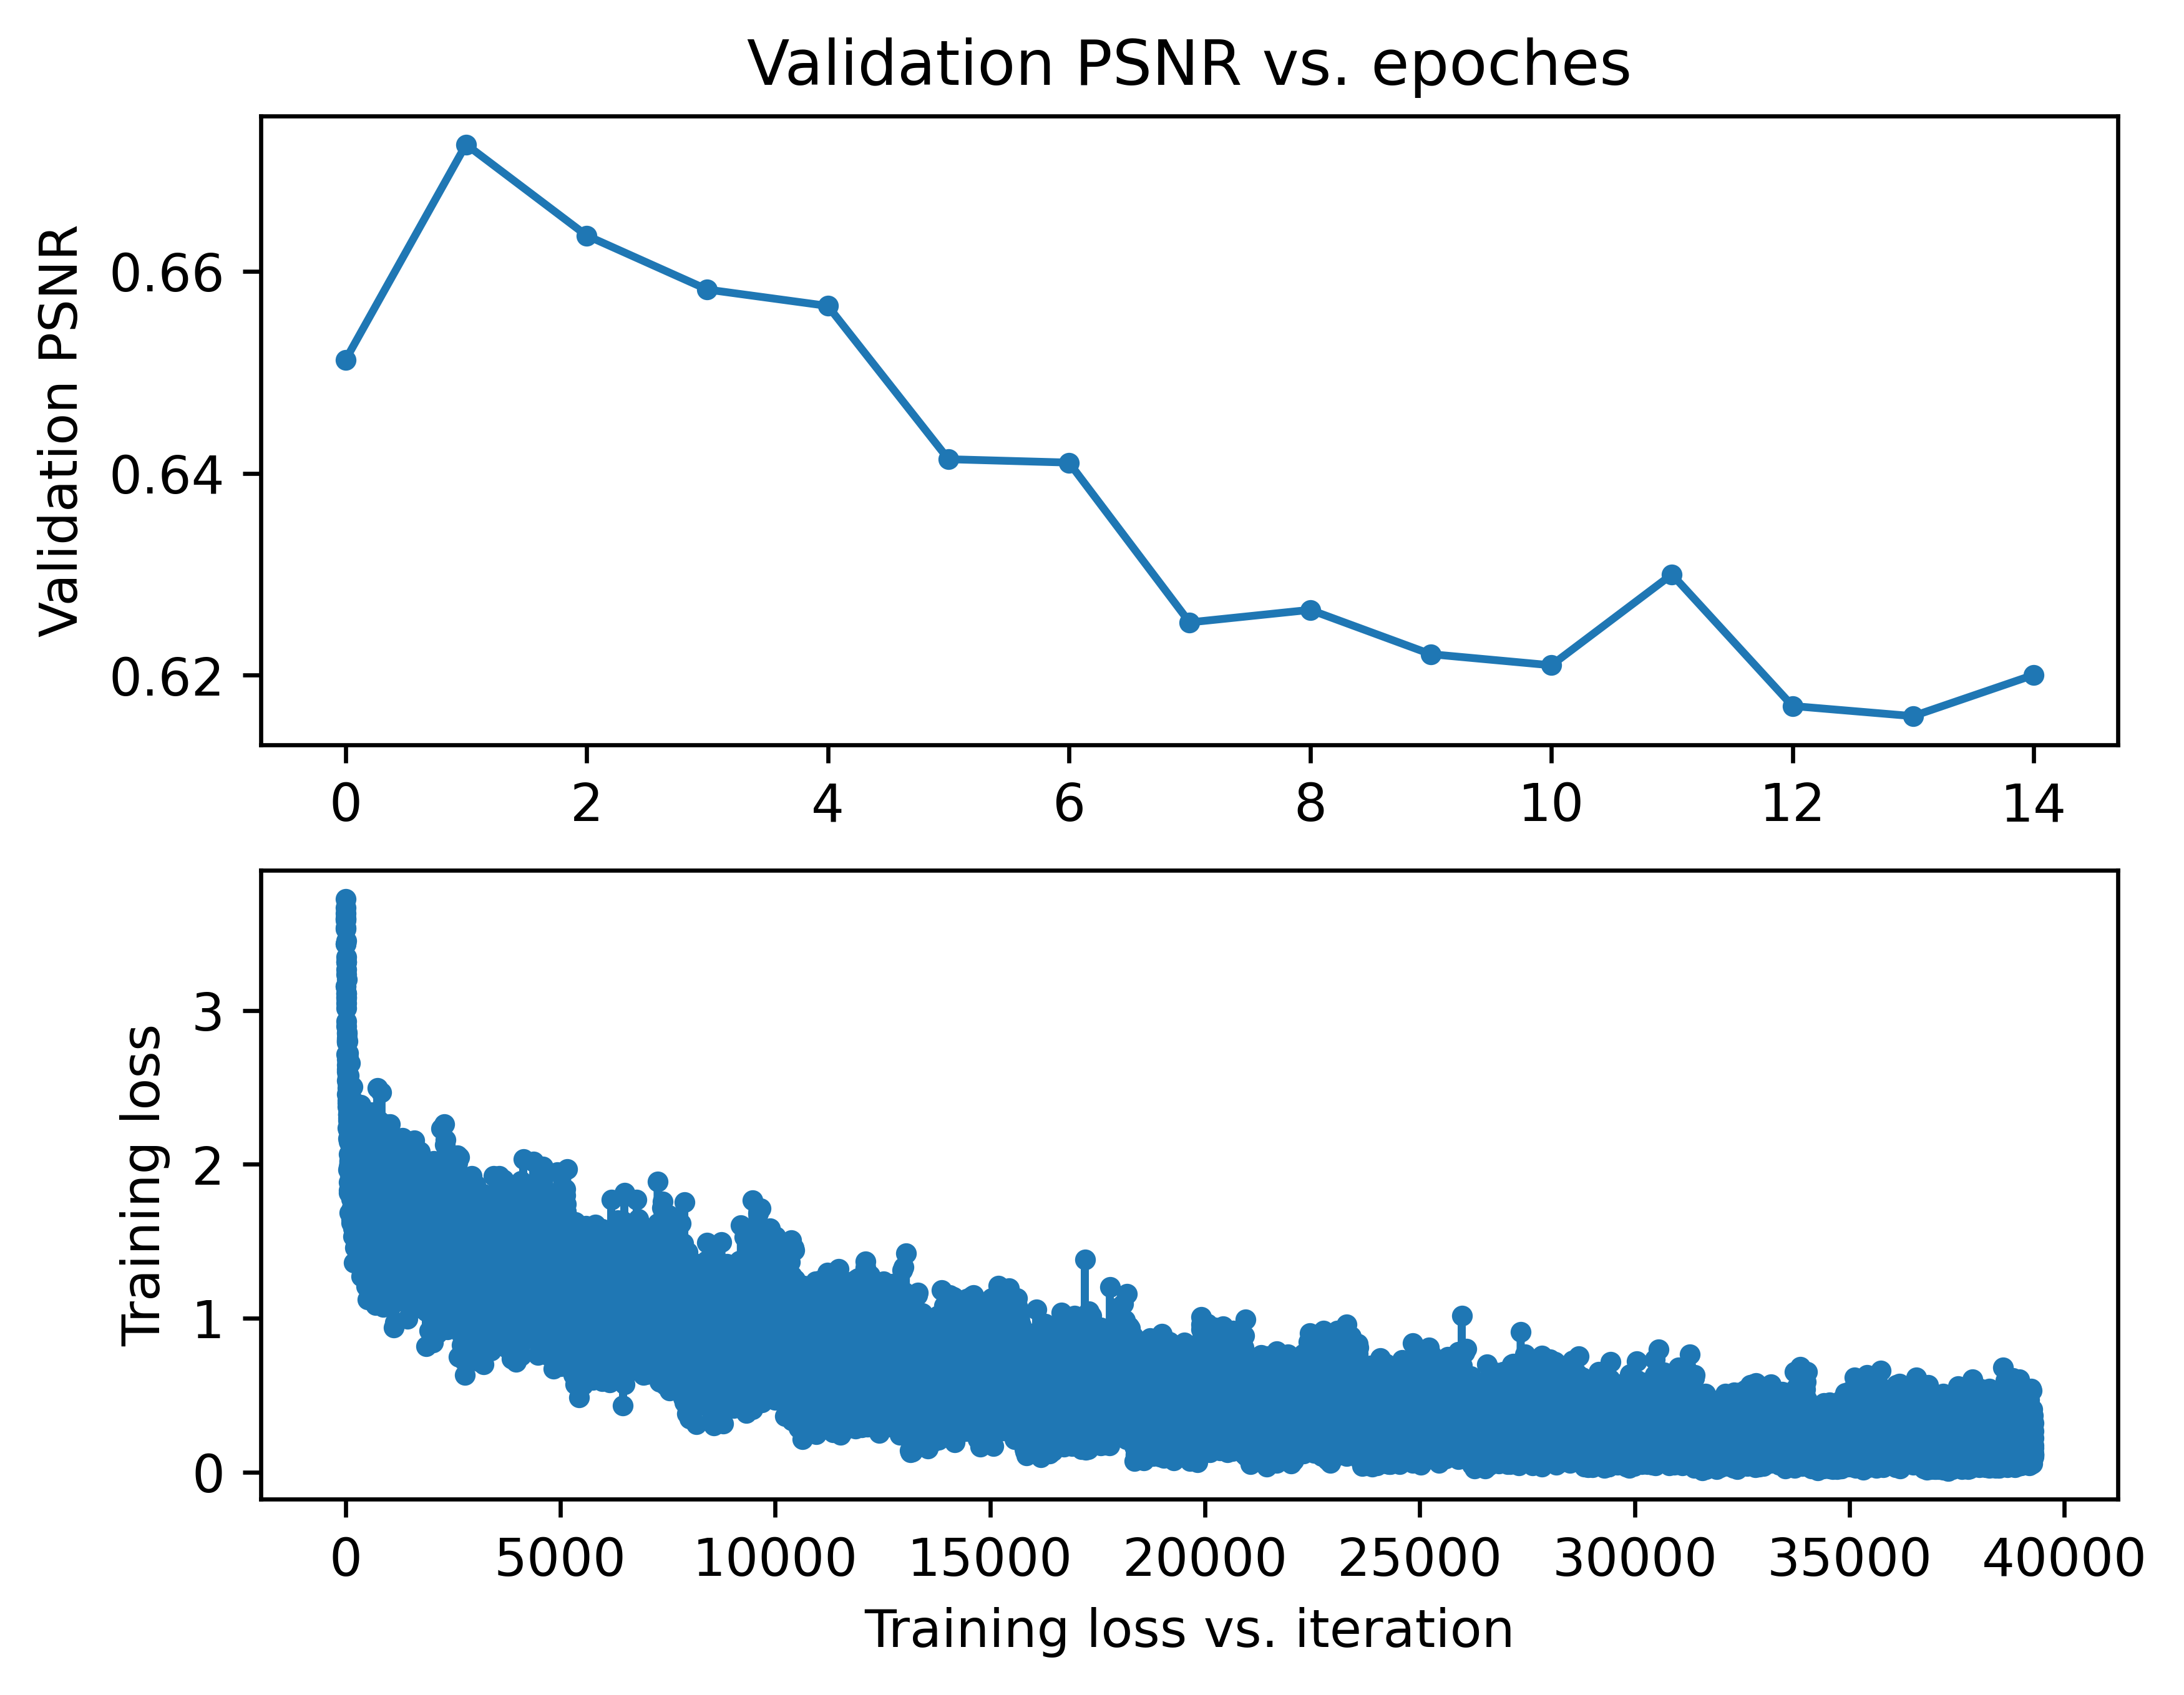 Validation PSNR vs. epoches
Validation PSNR
0.66
0.64
0.62
0 2 4 6 8 10 12 14
Training loss
3
2
1
0
0 5000 10000 15000 20000 25000 30000 35000 40000
Training loss vs. iteration